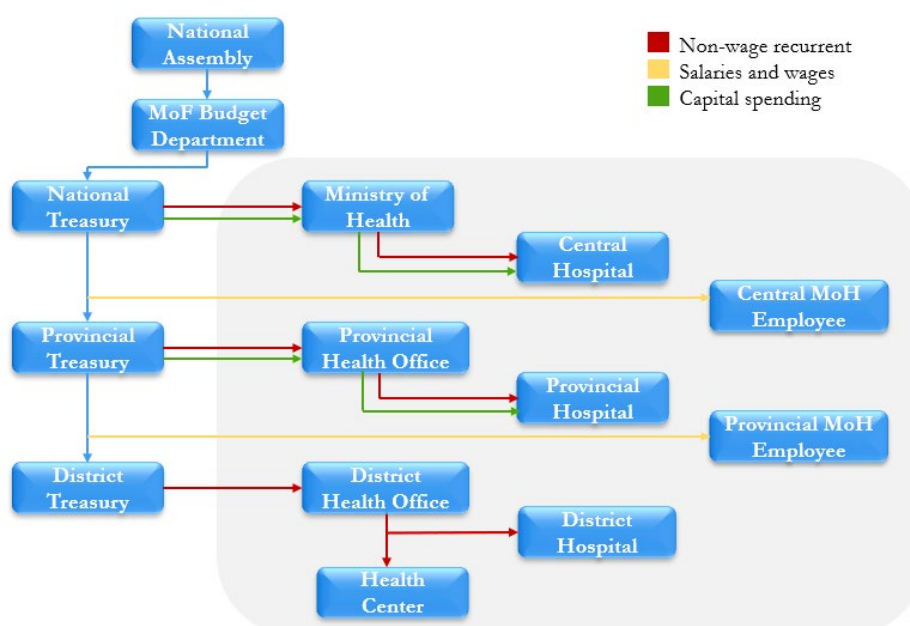 National
Assembly
Non-wage recurrent
Salaries and wages
Capital spending
MoF Budget
Department
National
Treasury
Ministry of
Health
Central
Hospital
Central MoH
Employee
Provincial
Treasury
Provincial
Health Office
Provincial
Hospital
Provincial MoH
Employee
District
Treasury
District
Health Office
District
Hospital
Health
Center